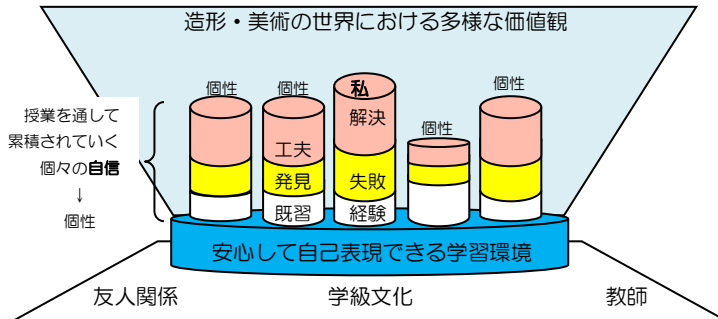 造形・美術の世界における多様な価値観
個性
個性
私
個性
個性
授業を通して
累積されていく
個々の自信
↓
個性
工夫
発見
既習
解決
失敗
経験
安心して自己表現できる学習環境
友人関係
学級文化
教師